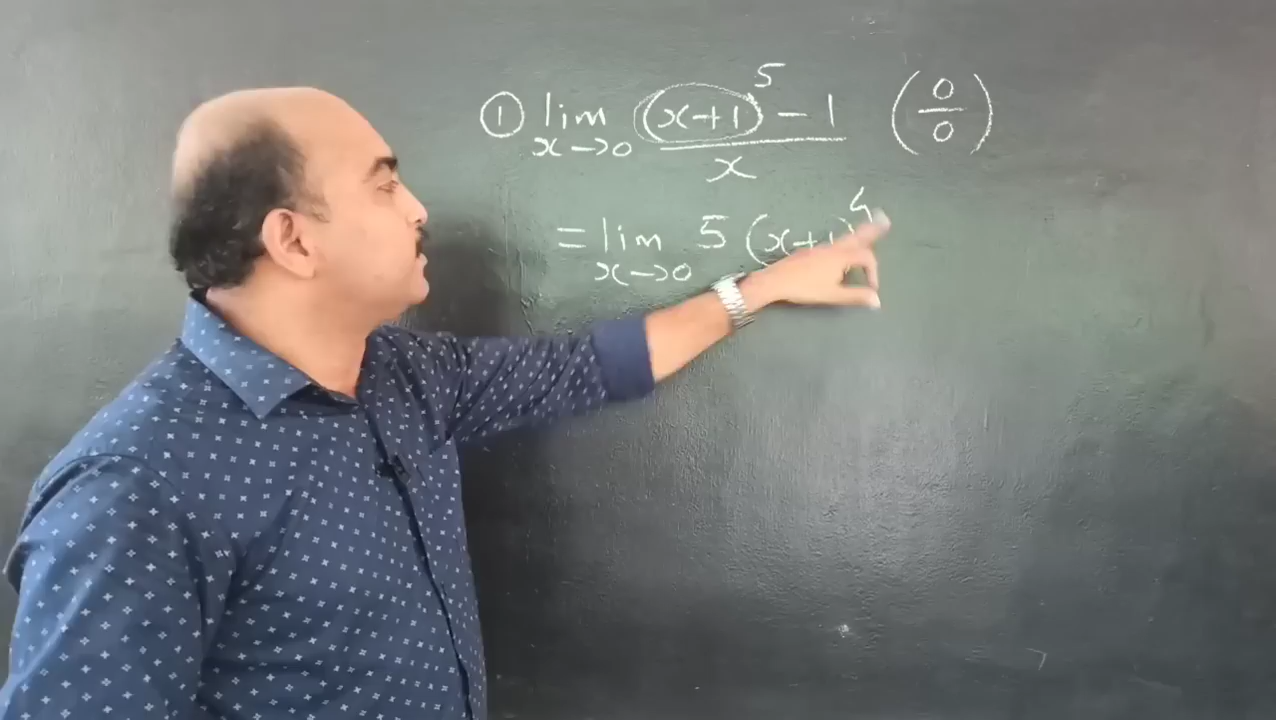 ① lim (x+1)⁵ - 1 (0/0)
x→0 x
= lim 5 (x+1)⁴
x→0